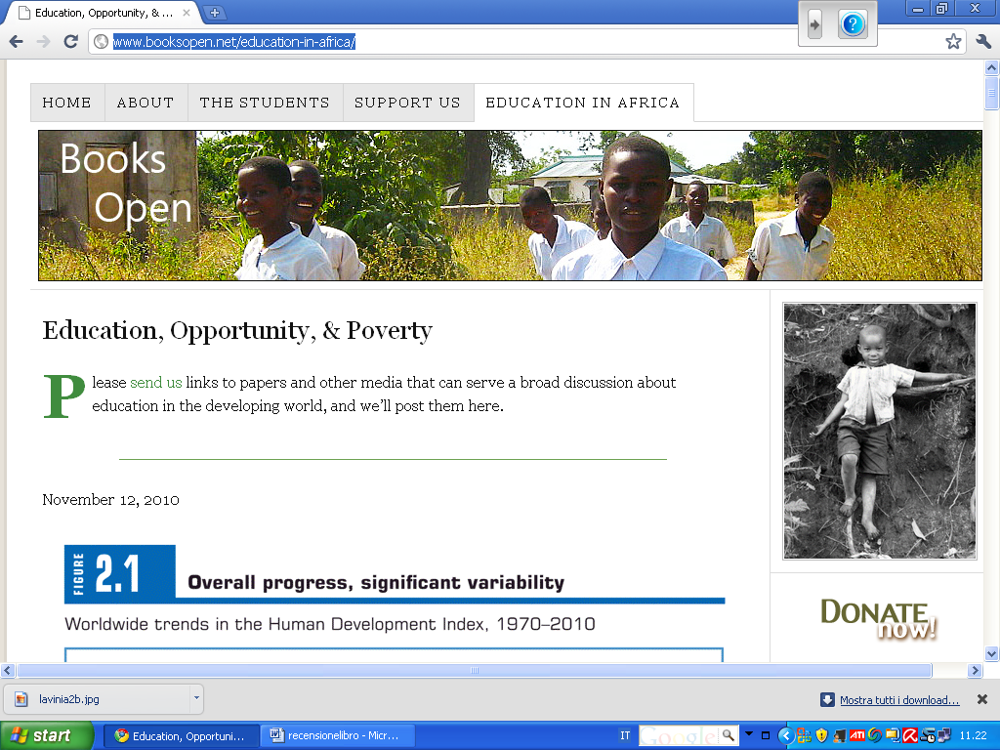 Education, Opportunity, & ...
www.booksopen.net/education-in-africa/
HOME
ABOUT
THE STUDENTS
SUPPORT US
EDUCATION IN AFRICA
Books
Open
Education, Opportunity, & Poverty
Please send us links to papers and other media that can serve a broad discussion about
education in the developing world, and we'll post them here.
November 12, 2010
FIGURE
2.1
Overall progress, significant variability
Worldwide trends in the Human Development Index, 1970–2010
DONATE
now!
lavinia2b.jpg
Mostra tutti i download...
start
Education, Opportuni...
recensionelibro - Micr...
IT
Google
ATI
11.22